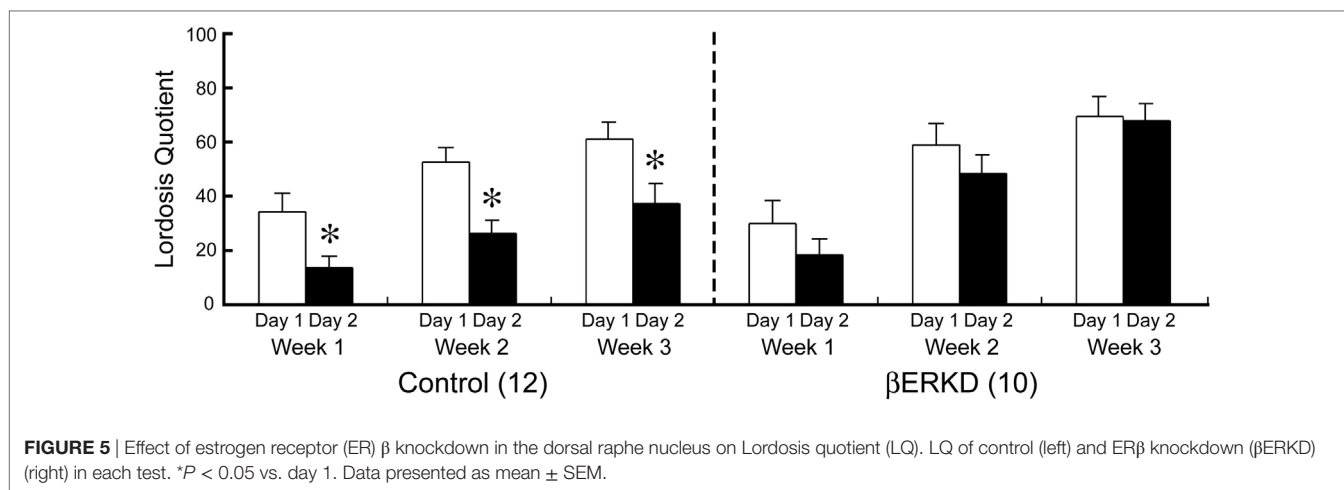 100
80
60
40
20
0
Lordosis Quotient
*
*
*
Day 1 Day 2 Day 1 Day 2 Day 1 Day 2 Day 1 Day 2 Day 1 Day 2 Day 1 Day 2
Week 1 Week 2 Week 3 Week 1 Week 2 Week 3
Control (12) βERKD (10)
FIGURE 5 | Effect of estrogen receptor (ER) β knockdown in the dorsal raphe nucleus on Lordosis quotient (LQ). LQ of control (left) and ERβ knockdown (βERKD)
(right) in each test. *P < 0.05 vs. day 1. Data presented as mean ± SEM.